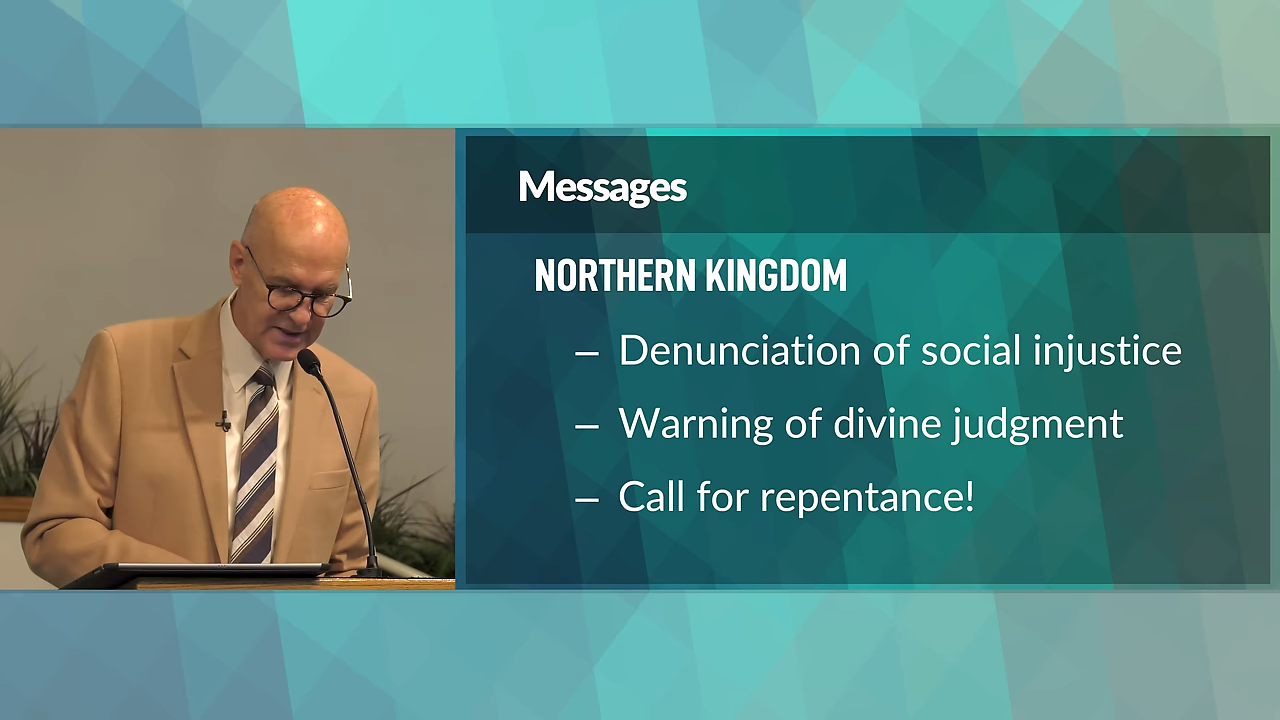 Messages
NORTHERN KINGDOM
– Denunciation of social injustice
– Warning of divine judgment
– Call for repentance!